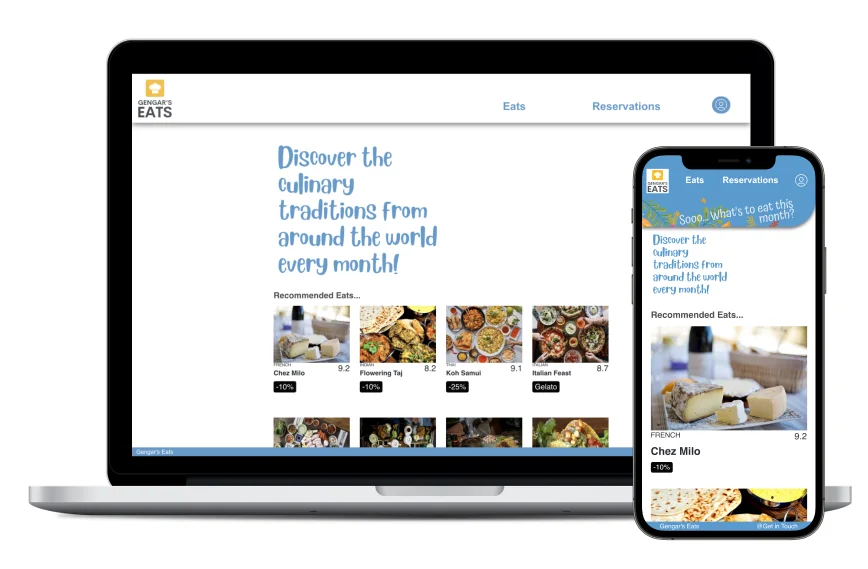 GENGAR'S
EATS
Eats
Reservations
Discover the
culinary
traditions from
around the world
every month!
Recommended Eats...
FRENCH
9.2
Chez Milo
-10%
INDIAN
8.2
Flowering Taj
-10%
THAI
9.1
Koh Samui
-25%
ITALIAN
8.7
Italian Feast
Gelato
Gengar's Eats
GENGAR'S
EATS
Eats
Reservations
Sooo... What's to eat this
month?
Discover the
culinary
traditions from
around the world
every month!
Recommended Eats...
FRENCH
9.2
Chez Milo
-10%
Gengar's Eats
@Get in Touch